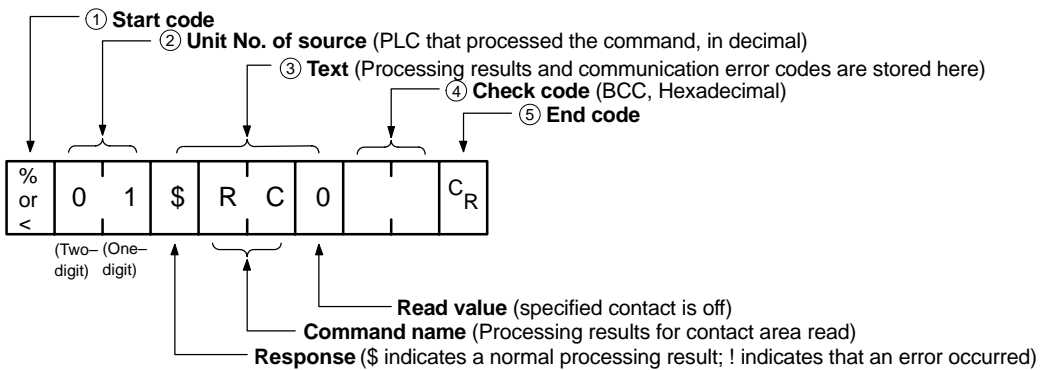 ① Start code
② Unit No. of source (PLC that processed the command, in decimal)
③ Text (Processing results and communication error codes are stored here)
④ Check code (BCC, Hexadecimal)
⑤ End code
% or < 0 1 $ R C 0 CR
(Two– digit) (One– digit)
Read value (specified contact is off)
Command name (Processing results for contact area read)
Response ($ indicates a normal processing result; ! indicates that an error occurred)